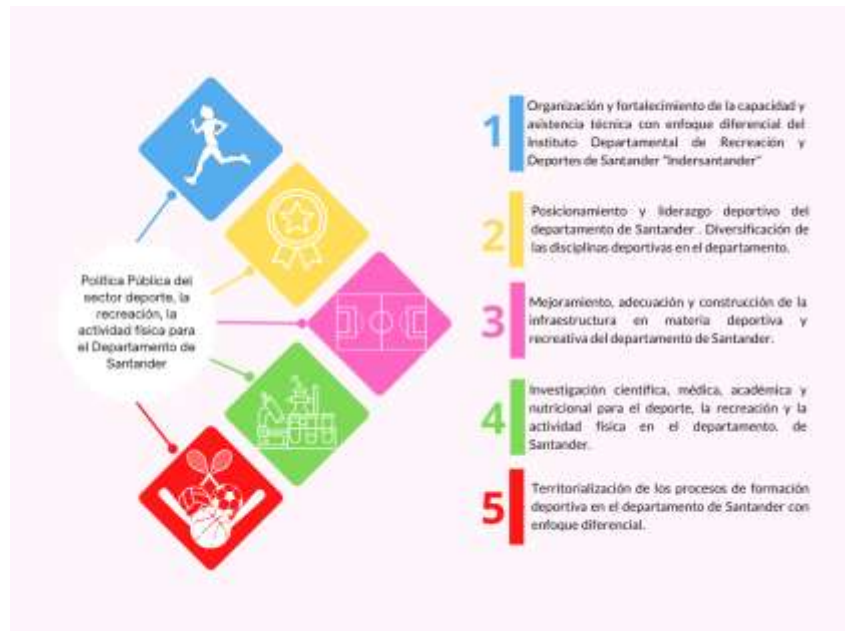 Política Pública del
sector deporte, la
recreación, la
actividad física para
el Departamento de
Santander
1
Organización y fortalecimiento de la capacidad y
asistencia técnica con enfoque diferencial del
Instituto Departamental de Recreación y
Deportes de Santander "Indersantander"
2
Posicionamiento y liderazgo deportivo del
departamento de Santander . Diversificación de
las disciplinas deportivas en el departamento.
3
Mejoramiento, adecuación y construcción de la
infraestructura en materia deportiva y
recreativa del departamento de Santander.
4
Investigación científica, médica, académica y
nutricional para el deporte, la recreación y la
actividad física en el departamento. de
Santander.
5
Territorialización de los procesos de formación
deportiva en el departamento de Santander con
enfoque diferencial.